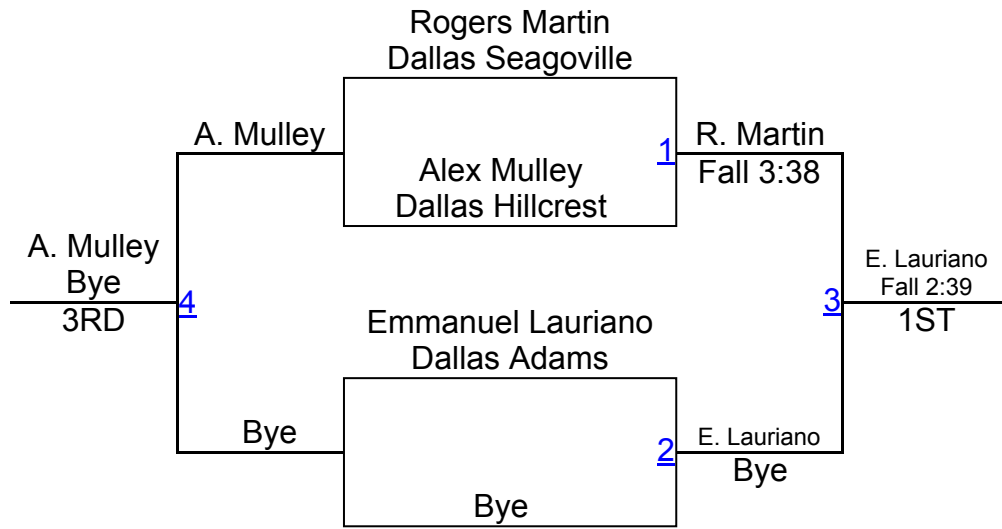 Rogers Martin
Dallas Seagoville
A. Mulley
1
R. Martin
Fall 3:38
Alex Mulley
Dallas Hillcrest
A. Mulley
Bye
3RD
4
3
E. Lauriano
Fall 2:39
1ST
Emmanuel Lauriano
Dallas Adams
Bye
2
E. Lauriano
Bye
Bye